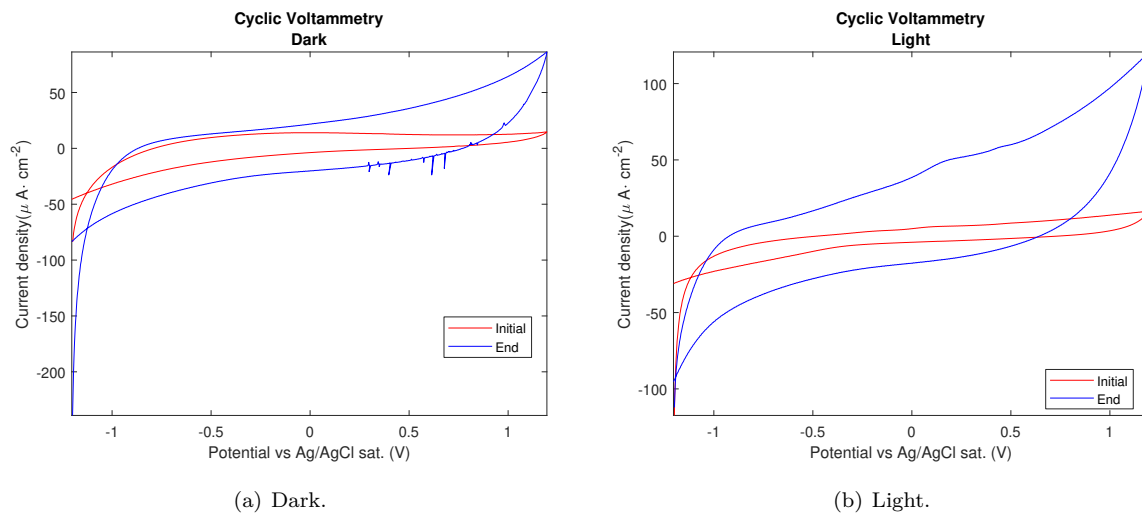 Cyclic Voltammetry
Dark
50
0
-50
-100
-150
-200
Current density(μ A· cm-2)
-1
-0.5
0
0.5
1
Potential vs Ag/AgCl sat. (V)
Initial
End
(a) Dark.
Cyclic Voltammetry
Light
100
50
0
-50
-100
Current density(μ A· cm-2)
-1
-0.5
0
0.5
1
Potential vs Ag/AgCl sat. (V)
Initial
End
(b) Light.